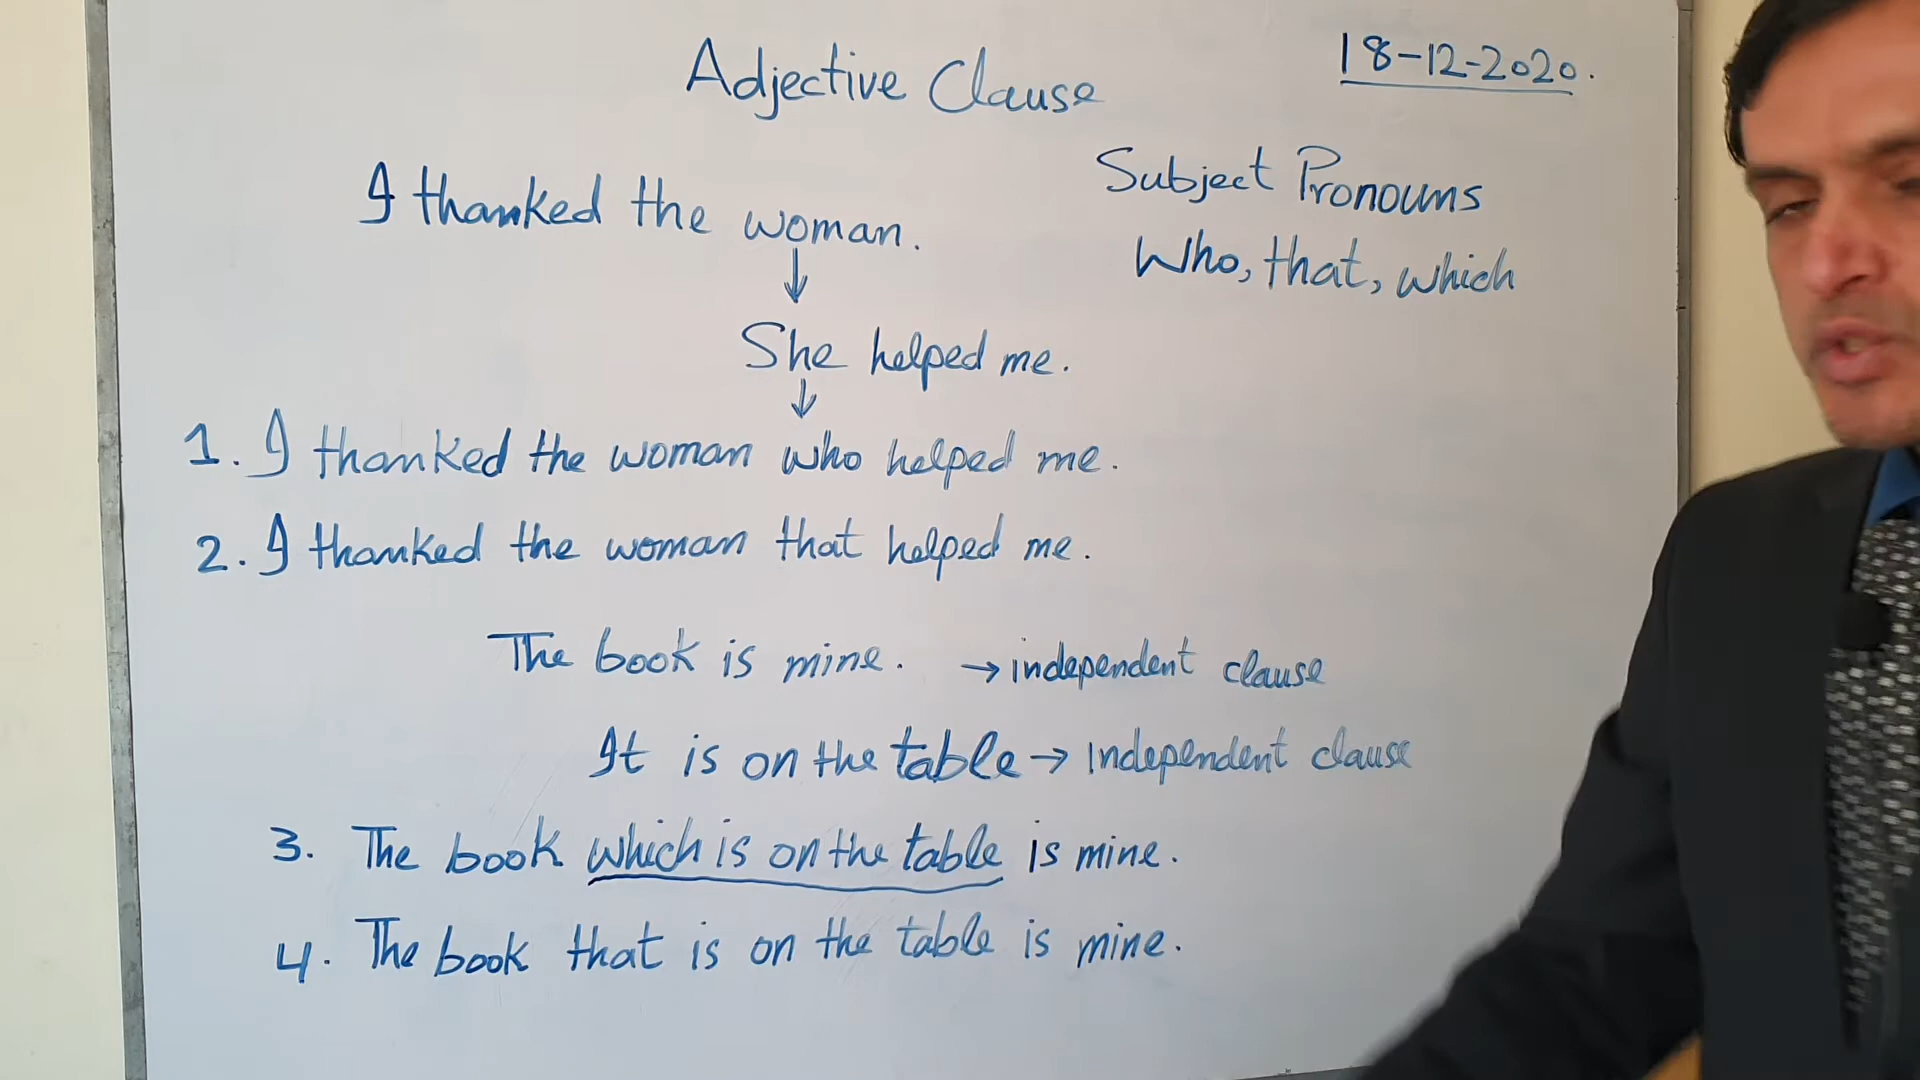 Adjective Clause
18-12-2020.
I thanked the woman.
Subject Pronouns
Who, that, which
↓
She helped me.
↓
1. I thanked the woman who helped me.
2. I thanked the woman that helped me.
The book is mine. → independent clause
It is on the table → Independent clause
3. The book which is on the table is mine.
4. The book that is on the table is mine.